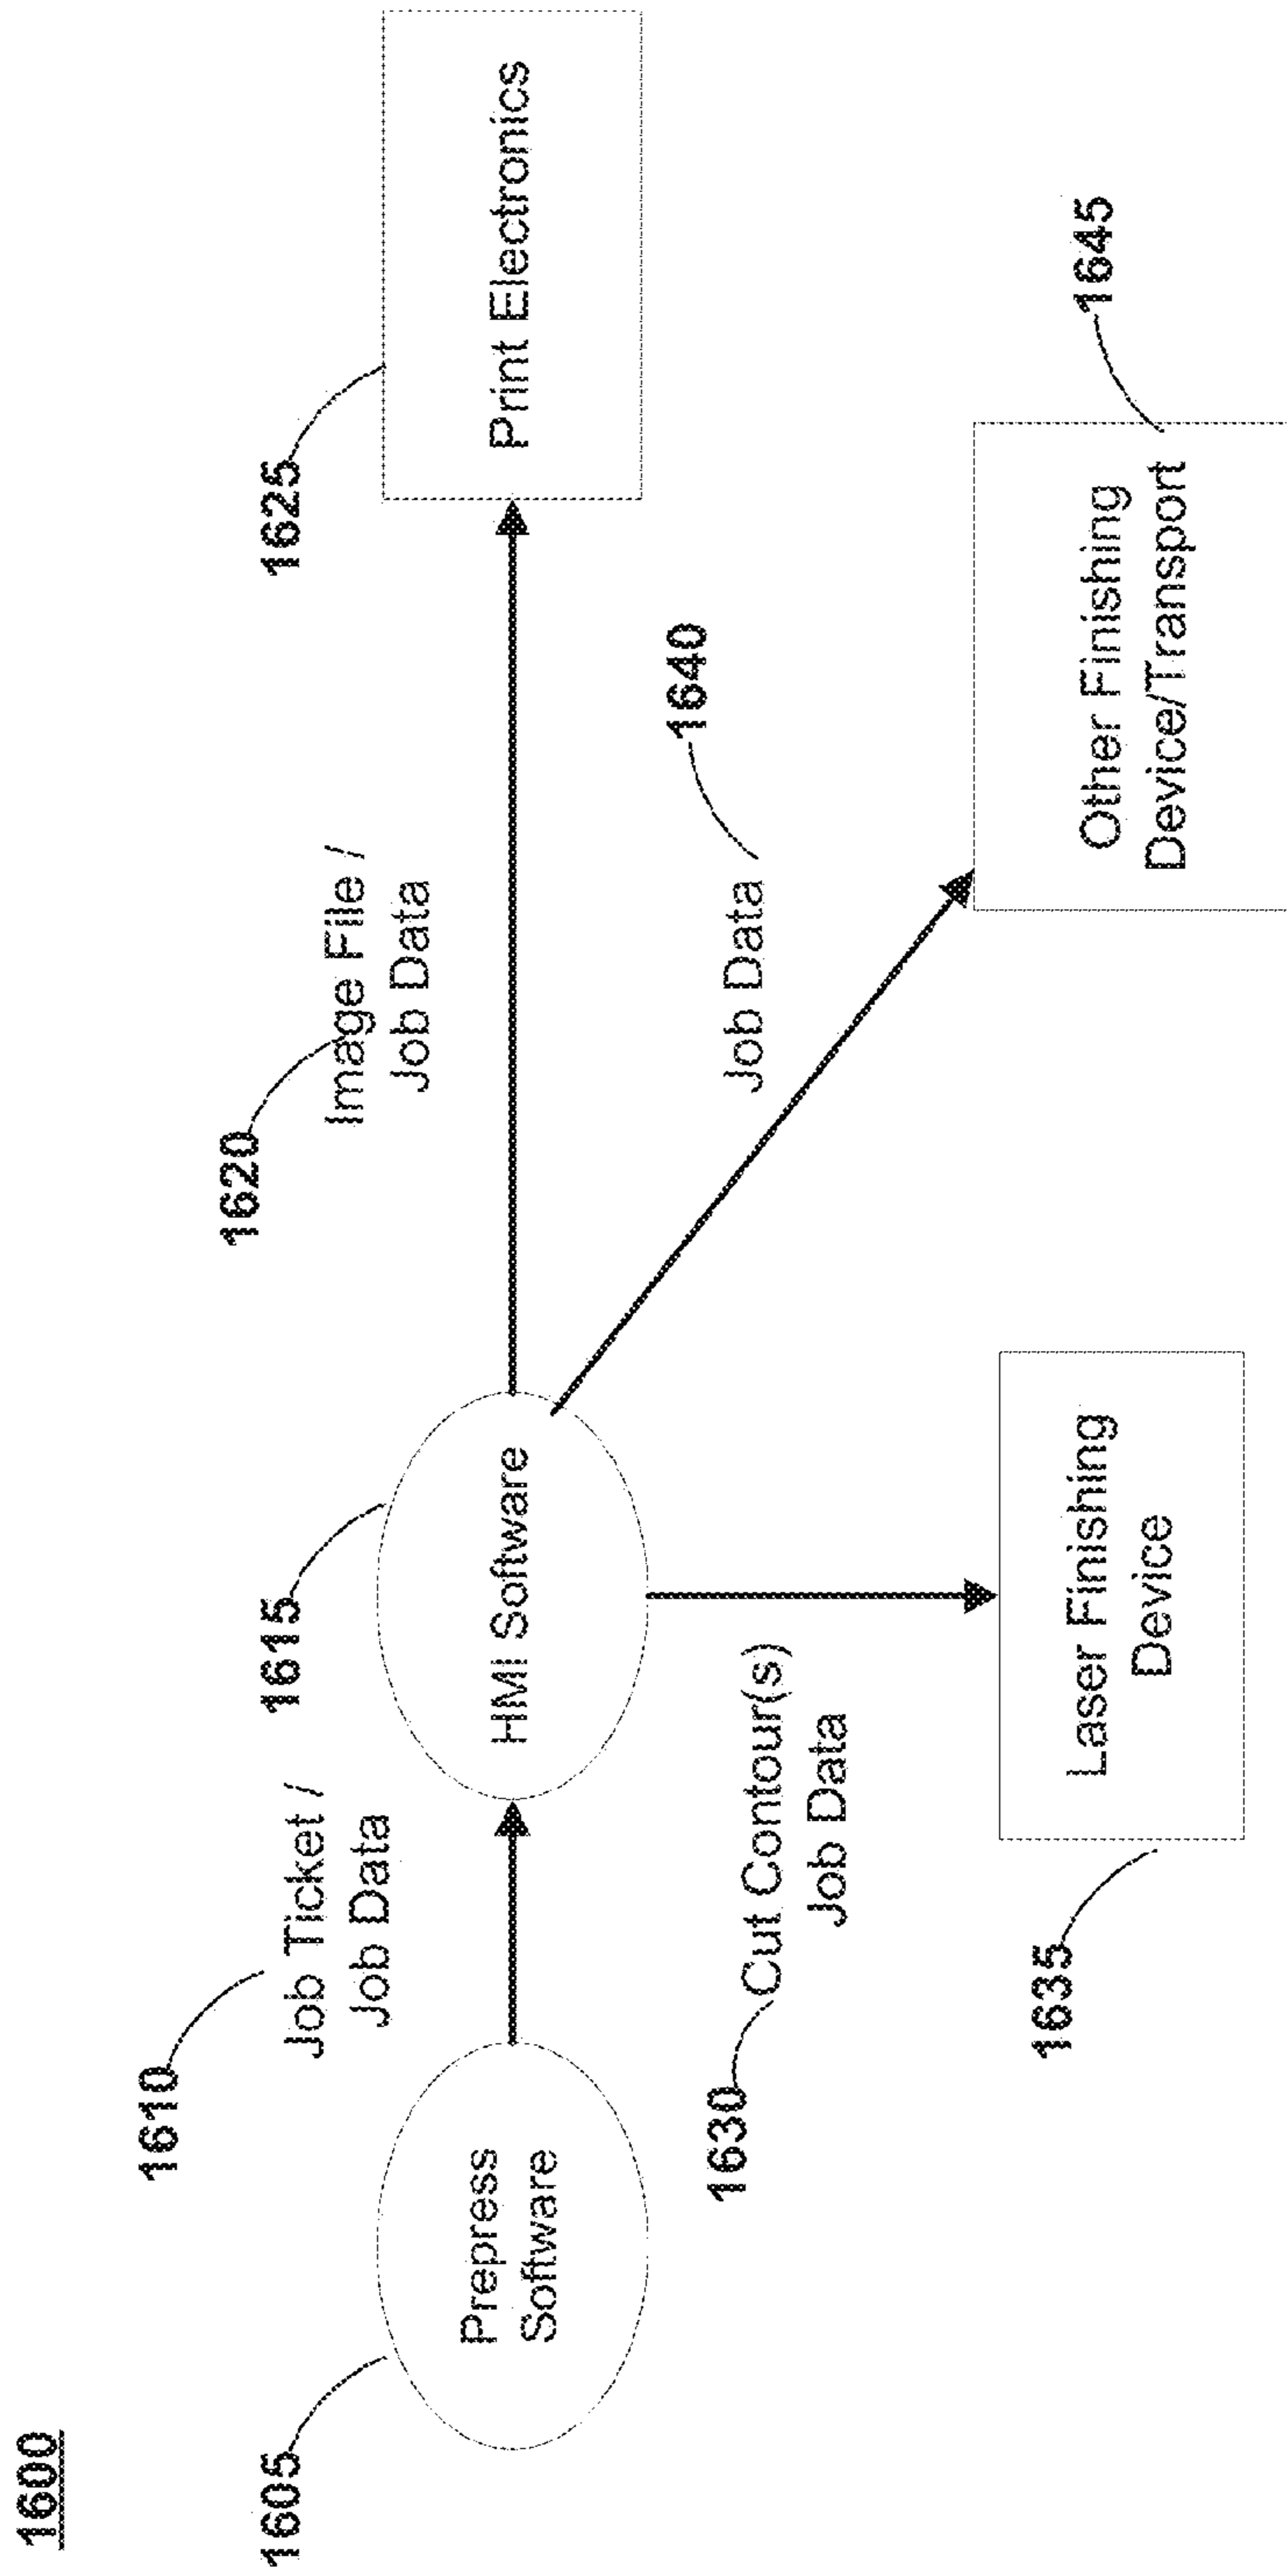 1600
1605
Prepress
Software
1610
Job Ticket /
Job Data
1615
HMI Software
1620
Image File /
Job Data
1625
Print Electronics
1630
Cut Contour(s)
Job Data
1635
Laser Finishing
Device
1640
Job Data
1645
Other Finishing
Device/Transport